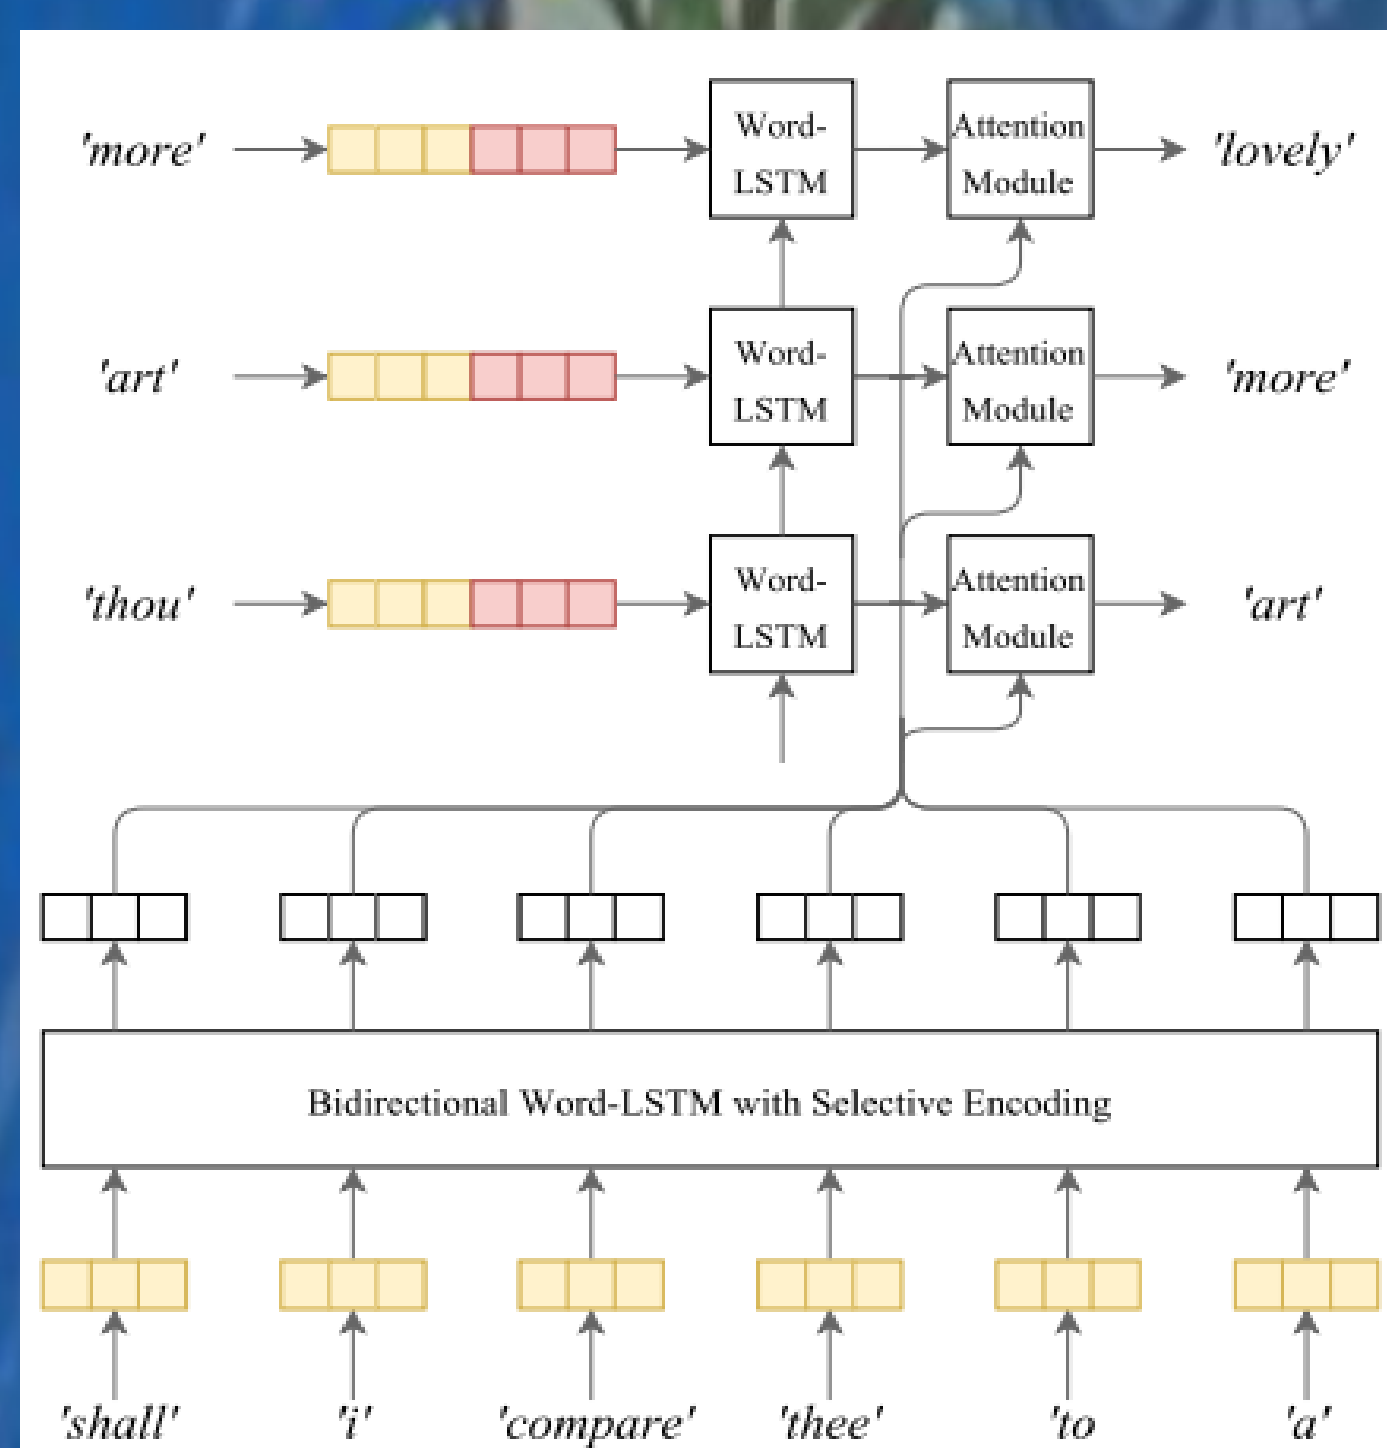 'more'
Word-
LSTM
Attention
Module
'lovely'
'art'
Word-
LSTM
Attention
Module
'more'
'thou'
Word-
LSTM
Attention
Module
'art'
Bidirectional Word-LSTM with Selective Encoding
'shall' 'i' 'compare' 'thee' 'to 'a'